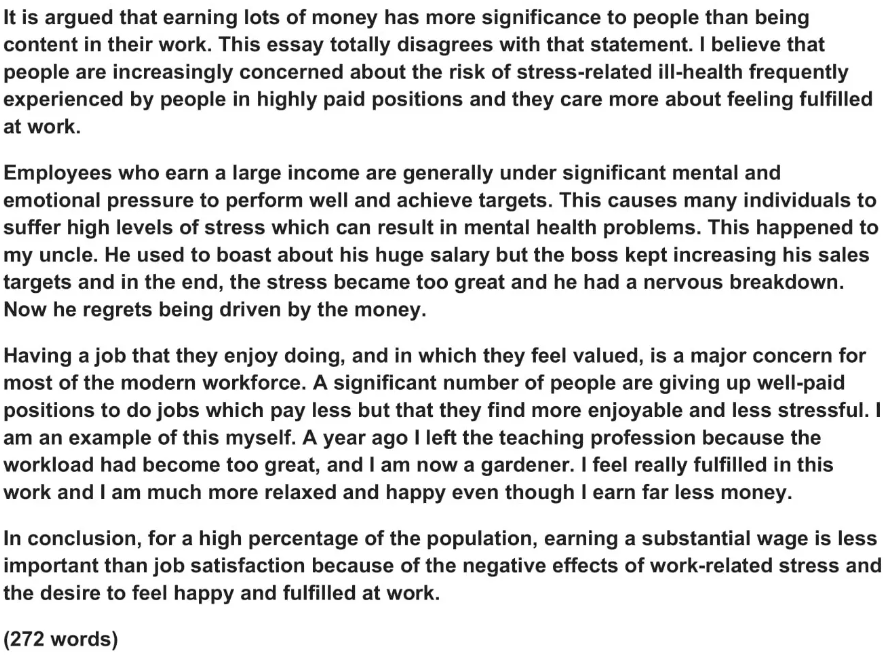 It is argued that earning lots of money has more significance to people than being
content in their work. This essay totally disagrees with that statement. I believe that
people are increasingly concerned about the risk of stress-related ill-health frequently
experienced by people in highly paid positions and they care more about feeling fulfilled
at work.
Employees who earn a large income are generally under significant mental and
emotional pressure to perform well and achieve targets. This causes many individuals to
suffer high levels of stress which can result in mental health problems. This happened to
my uncle. He used to boast about his huge salary but the boss kept increasing his sales
targets and in the end, the stress became too great and he had a nervous breakdown.
Now he regrets being driven by the money.
Having a job that they enjoy doing, and in which they feel valued, is a major concern for
most of the modern workforce. A significant number of people are giving up well-paid
positions to do jobs which pay less but that they find more enjoyable and less stressful. I
am an example of this myself. A year ago I left the teaching profession because the
workload had become too great, and I am now a gardener. I feel really fulfilled in this
work and I am much more relaxed and happy even though I earn far less money.
In conclusion, for a high percentage of the population, earning a substantial wage is less
important than job satisfaction because of the negative effects of work-related stress and
the desire to feel happy and fulfilled at work.
(272 words)